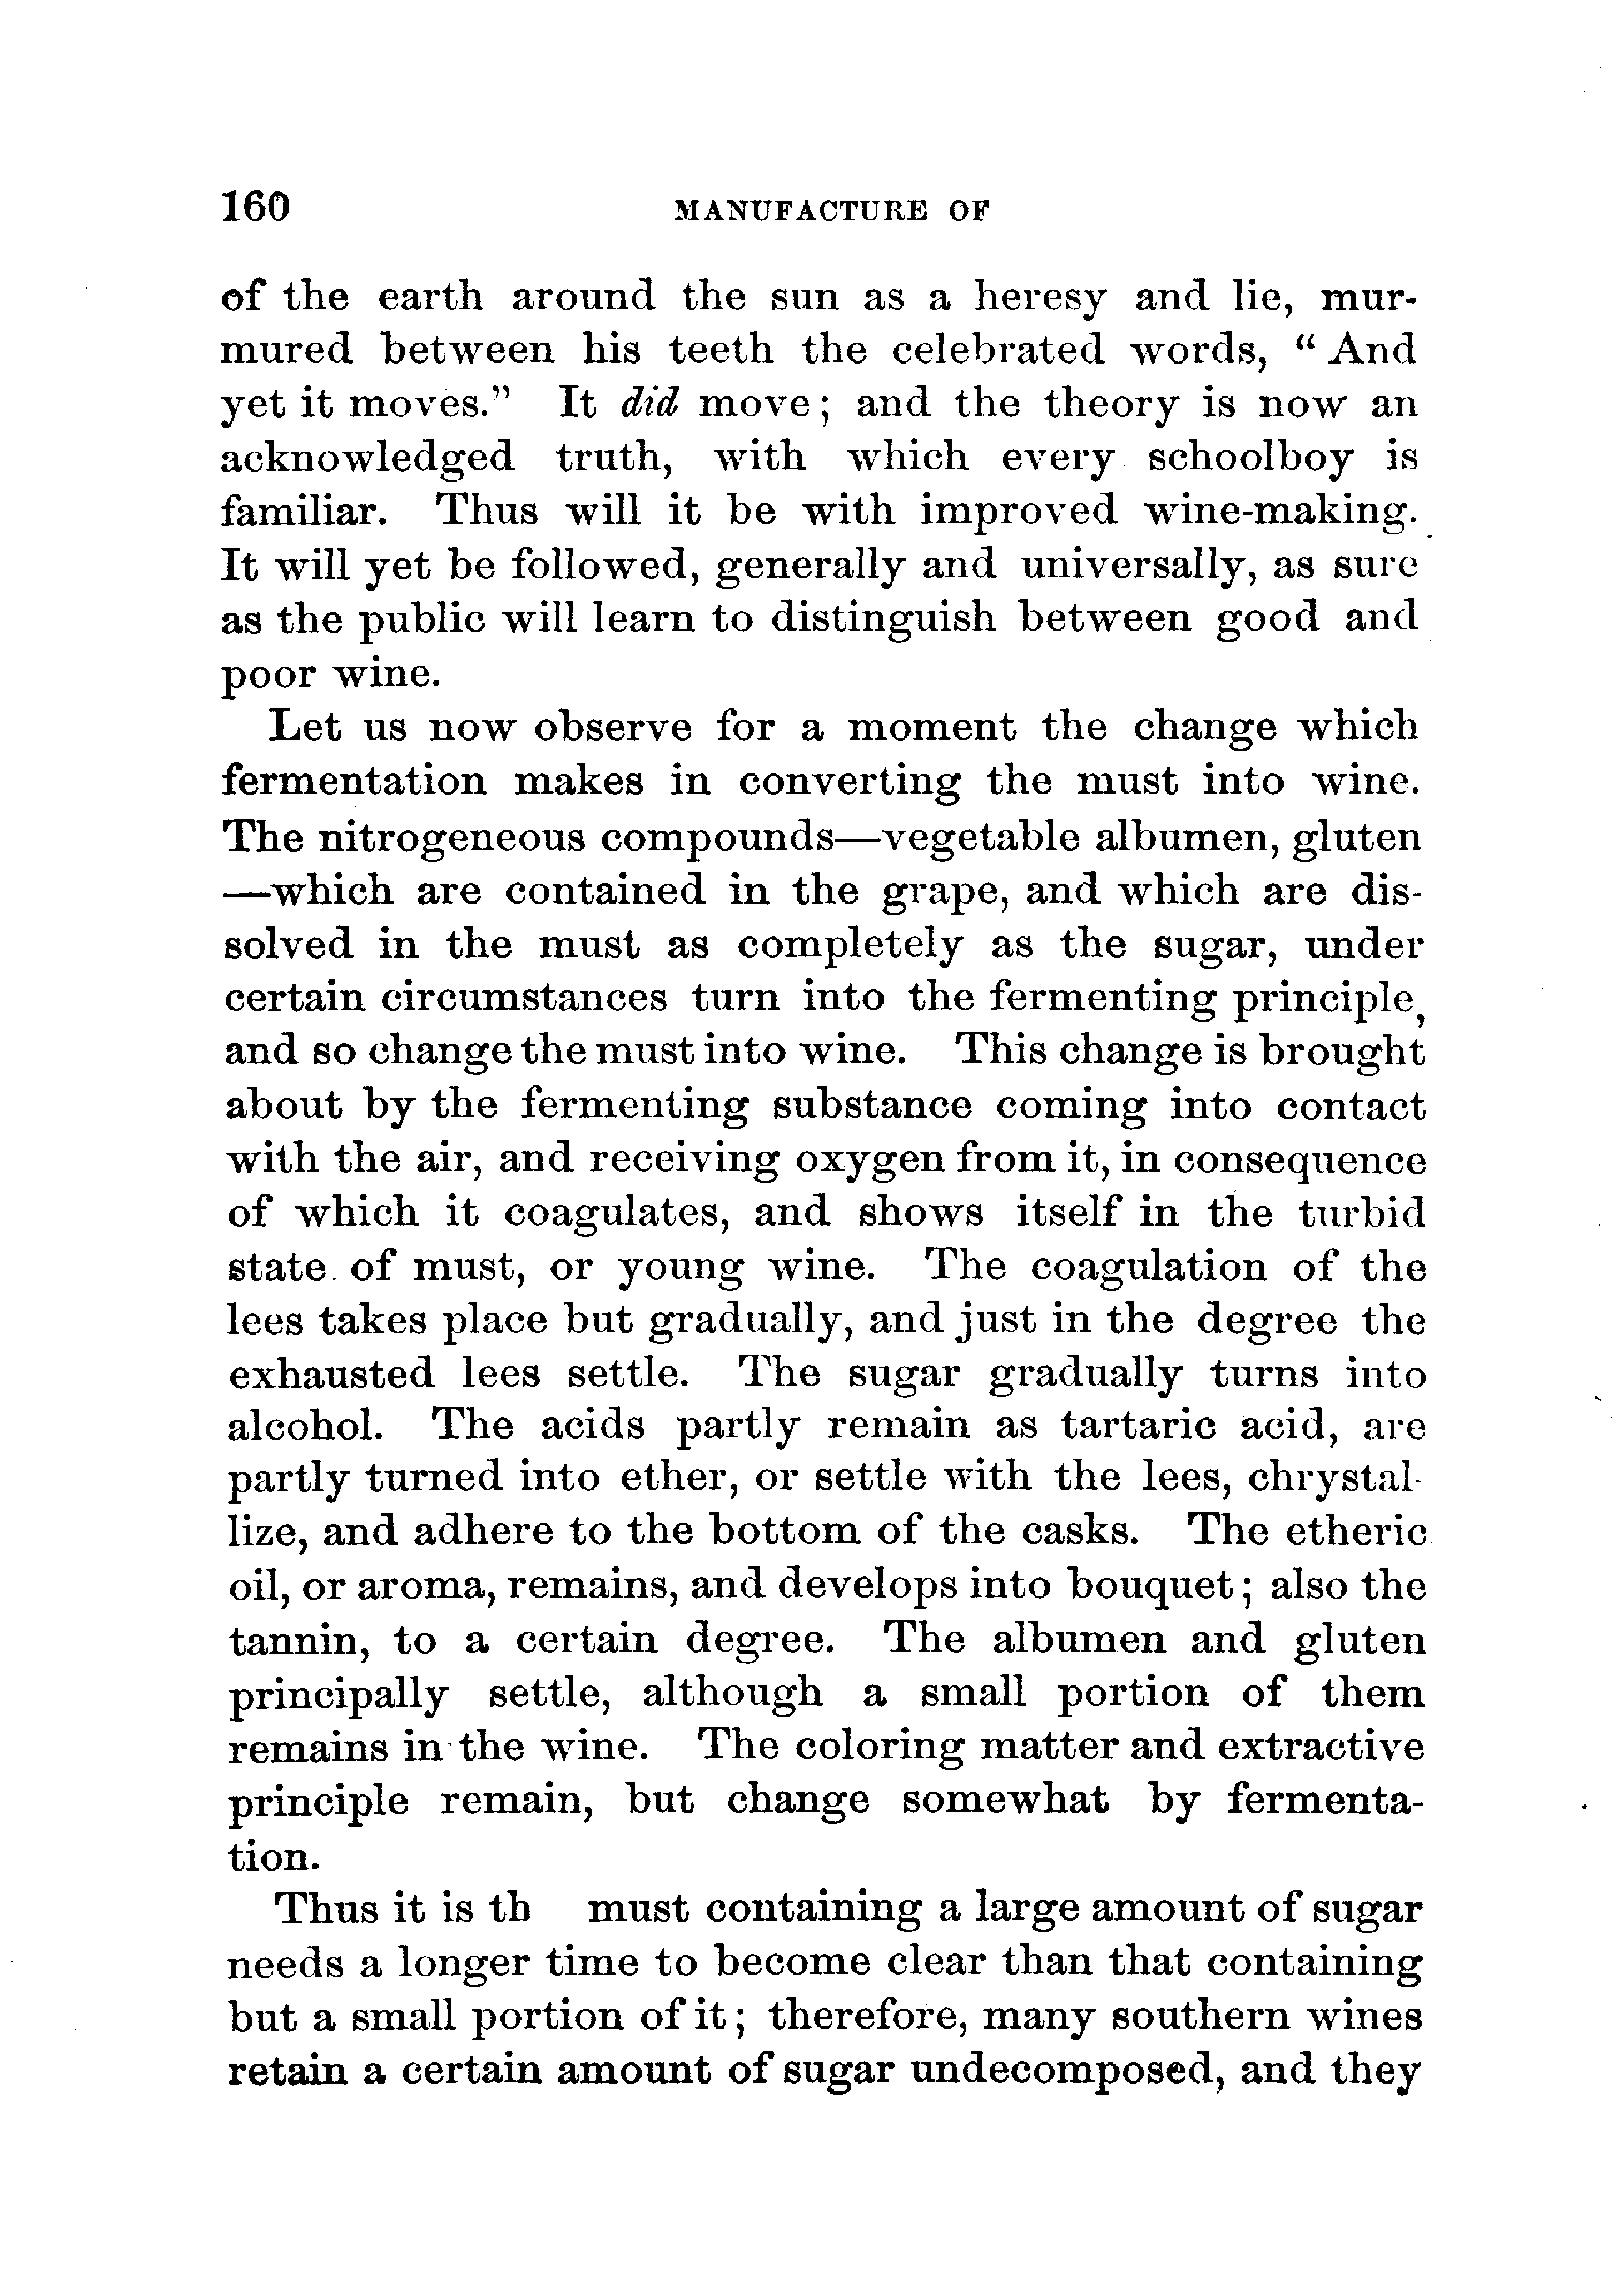 160 MANUFACTURE OF
of the earth around the sun as a heresy and lie, mur-
mured between his teeth the celebrated words, “ And
yet it moves.” It did move; and the theory is now an
acknowledged truth, with which every schoolboy is
familiar. Thus will it be with improved wine-making.
It will yet be followed, generally and universally, as sure
as the public will learn to distinguish between good and
poor wine.
Let us now observe for a moment the change which
fermentation makes in converting the must into wine.
The nitrogeneous compounds—vegetable albumen, gluten
—which are contained in the grape, and which are dis-
solved in the must as completely as the sugar, under
certain circumstances turn into the fermenting principle,
and so change the must into wine. This change is brought
about by the fermenting substance coming into contact
with the air, and receiving oxygen from it, in consequence
of which it coagulates, and shows itself in the turbid
state of must, or young wine. The coagulation of the
lees takes place but gradually, and just in the degree the
exhausted lees settle. The sugar gradually turns into
alcohol. The acids partly remain as tartaric acid, are
partly turned into ether, or settle with the lees, chrystal-
lize, and adhere to the bottom of the casks. The etheric
oil, or aroma, remains, and develops into bouquet; also the
tannin, to a certain degree. The albumen and gluten
principally settle, although a small portion of them
remains in the wine. The coloring matter and extractive
principle remain, but change somewhat by fermenta-
tion.
Thus it is th must containing a large amount of sugar
needs a longer time to become clear than that containing
but a small portion of it; therefore, many southern wines
retain a certain amount of sugar undecomposed, and they